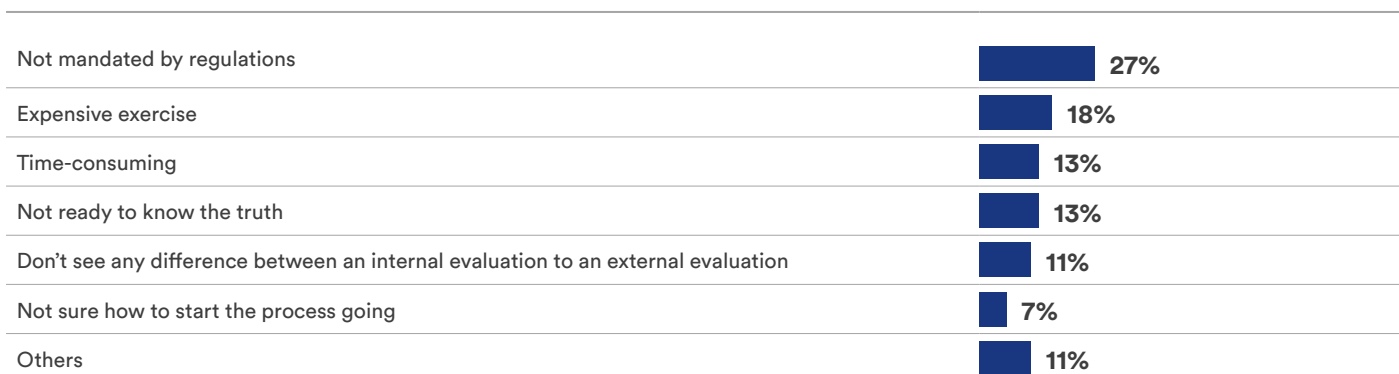 Not mandated by regulations 27%
Expensive exercise 18%
Time-consuming 13%
Not ready to know the truth 13%
Don’t see any difference between an internal evaluation to an external evaluation 11%
Not sure how to start the process going 7%
Others 11%